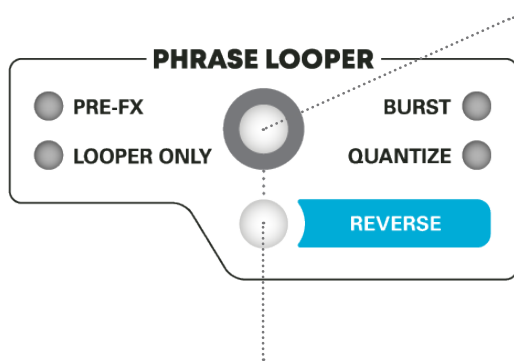 PHRASE LOOPER
PRE-FX
BURST
LOOPER ONLY
QUANTIZE
REVERSE